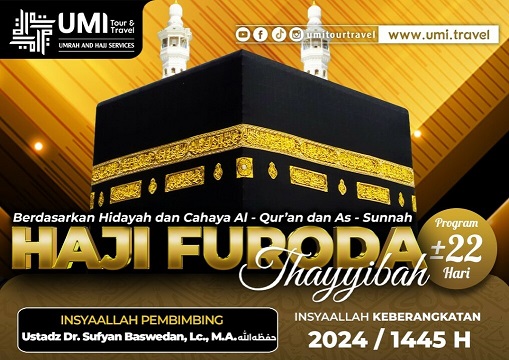 UMI Tour & Travel
UMRAH AND HAJI SERVICES
umitourtravel
www.umi.travel
Berdasarkan Hidayah dan Cahaya Al - Qur'an dan As - Sunnah
HAJI FURODA
Thayyibah
Program
±22
Hari
INSYAALLAH PEMBIMBING
Ustadz Dr. Sufyan Baswedan, Lc., M.A. حفظه الله
INSYAALLAH KEBERANGKATAN
2024 / 1445 H